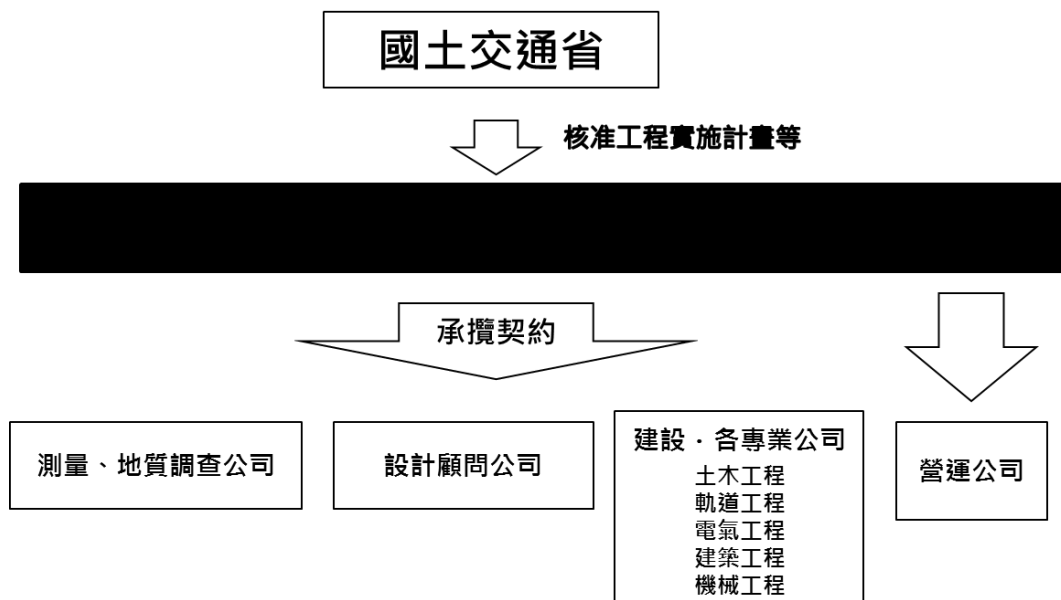 國土交通省
核准工程實施計畫等
承攬契約
測量、地質調查公司
設計顧問公司
建設·各專業公司
土木工程
軌道工程
電氣工程
建築工程
機械工程
營運公司